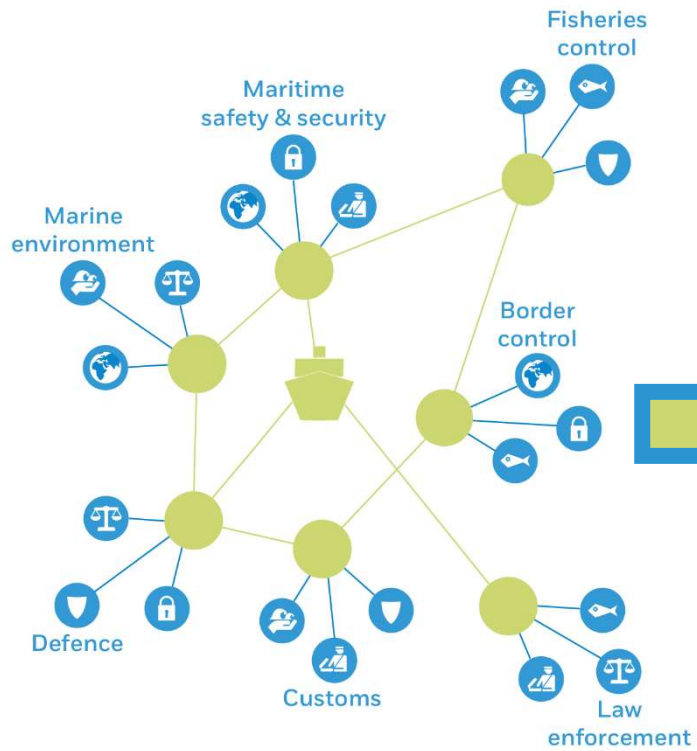 Fisheries
control
Maritime
safety & security
Marine
environment
Border
control
Defence
Customs
Law
enforcement